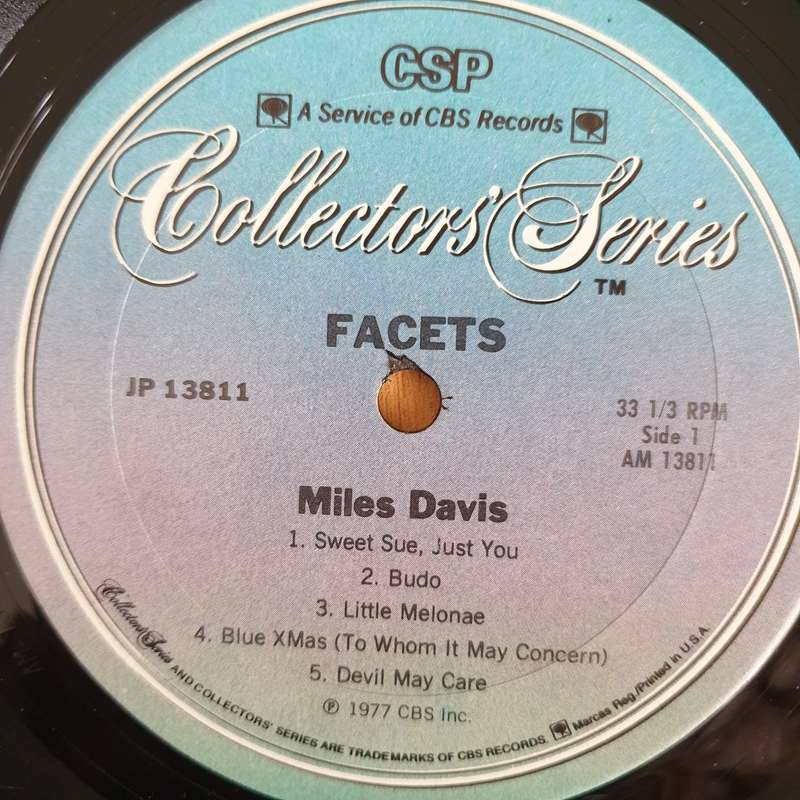 CSP
A Service of CBS Records
Collectors' Series
TM
FACETS
JP 13811
33 1/3 RPM
Side 1
AM 13811
Miles Davis
1. Sweet Sue, Just You
2. Budo
3. Little Melonae
4. Blue XMas (To Whom It May Concern)
5. Devil May Care
℗ 1977 CBS Inc.
Collectors' Series AND COLLECTORS' SERIES ARE TRADEMARKS OF CBS RECORDS. Marcas Reg./Printed in U.S.A.